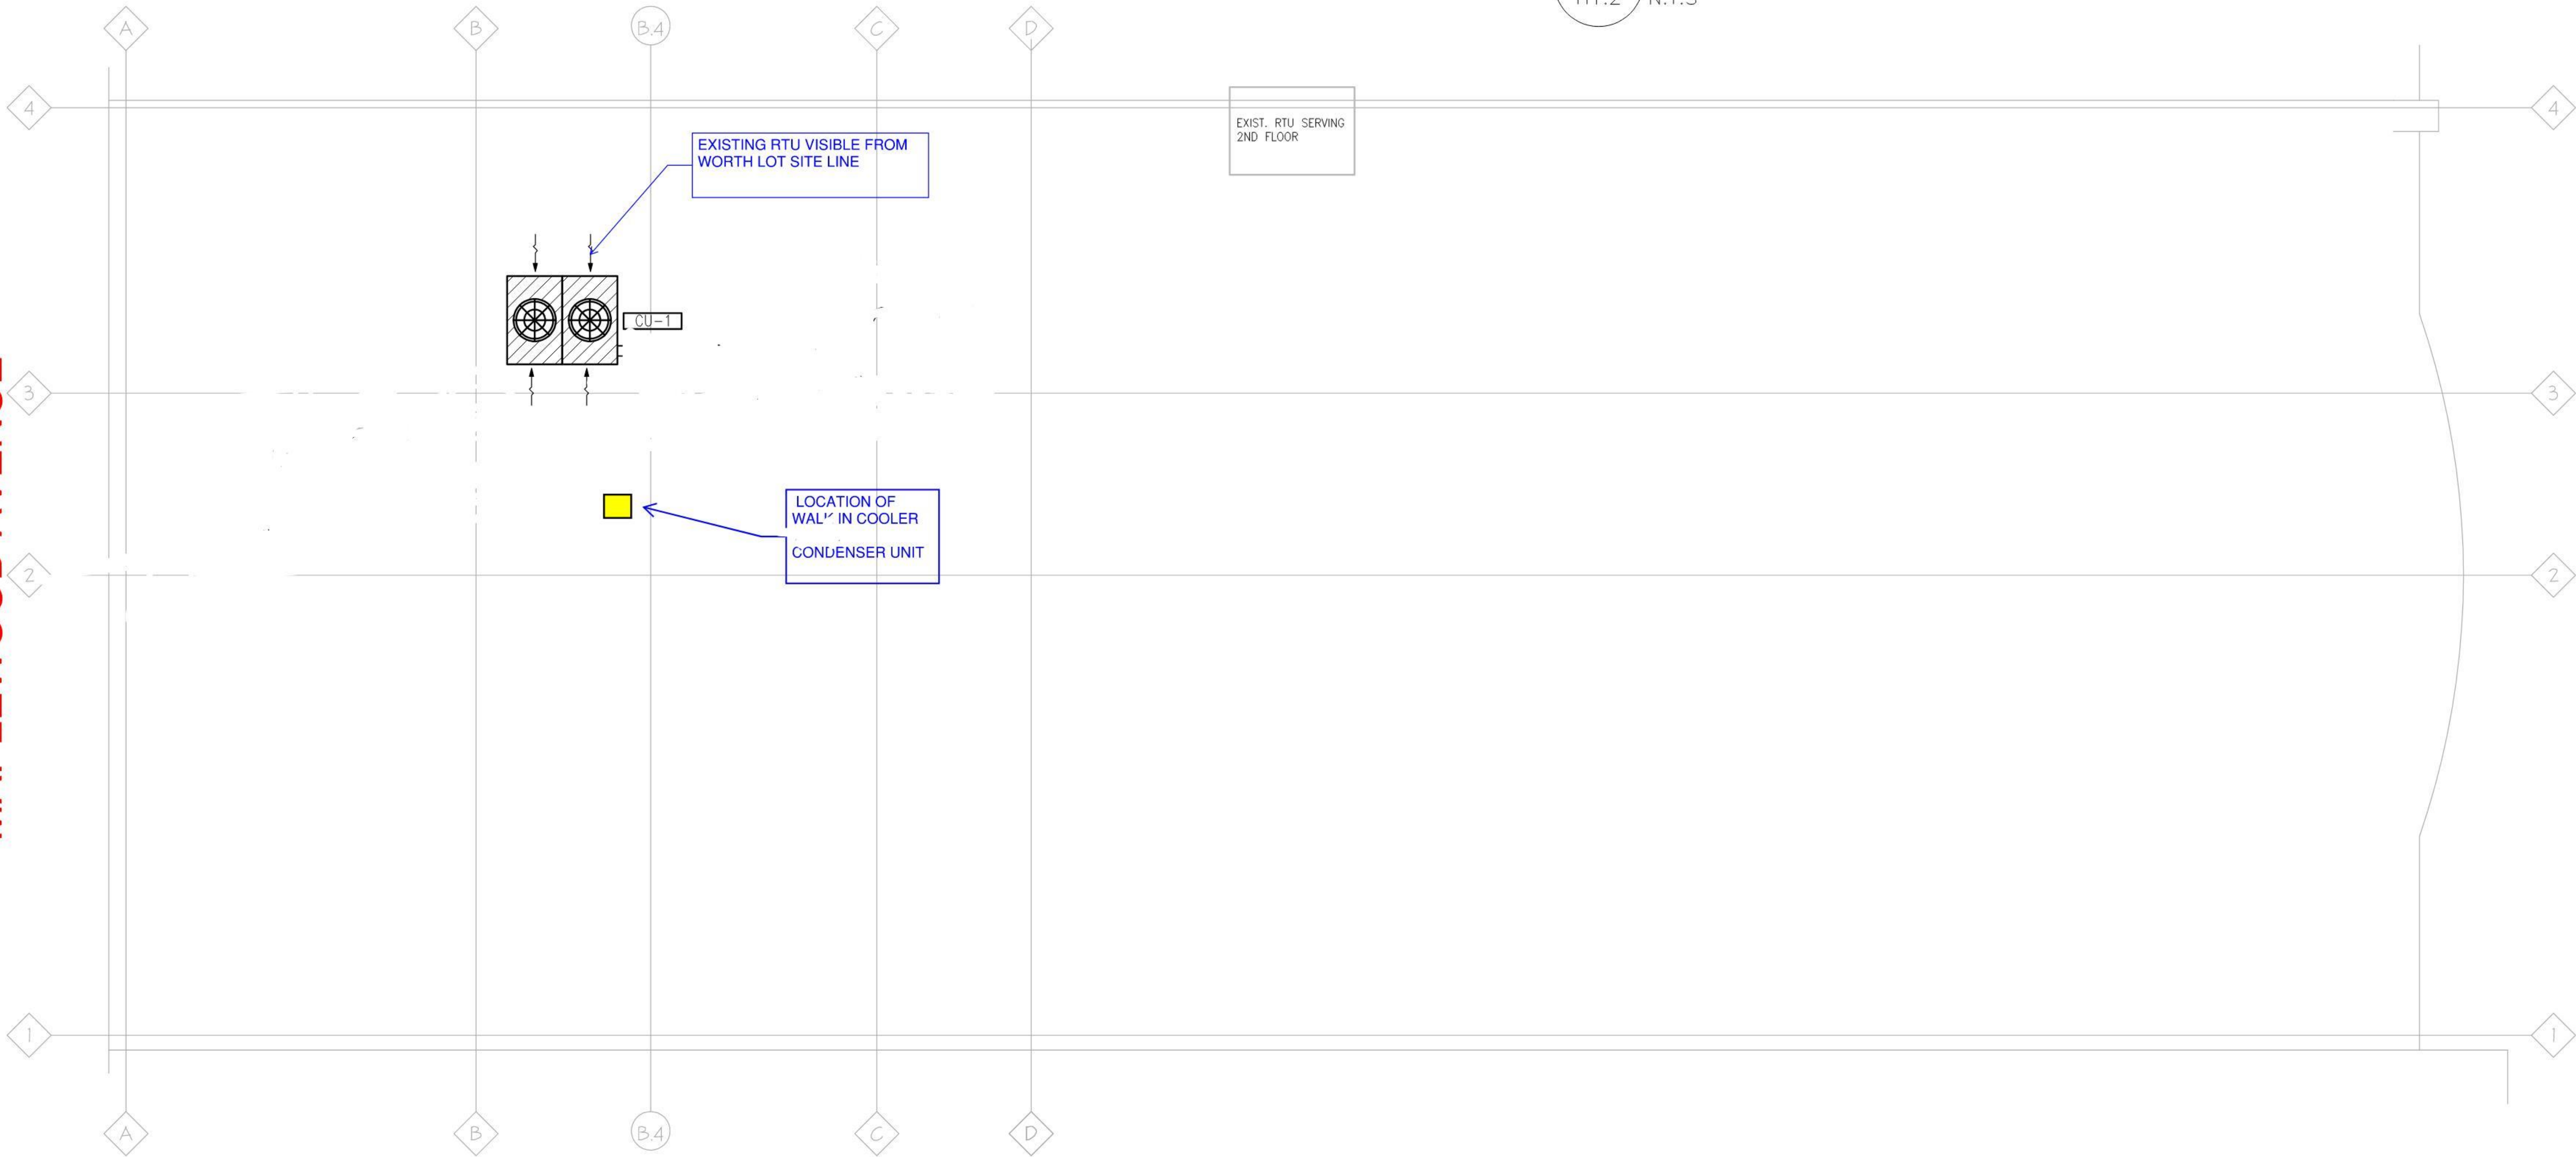 N.T.S
A
B
B.4
C
D
4
4
EXIST. RTU SERVING
2ND FLOOR
EXISTING RTU VISIBLE FROM
WORTH LOT SITE LINE
CU-1
3
3
LOCATION OF
WALK IN COOLER
CONDENSER UNIT
2
2
1
1
A
B
B.4
C
D